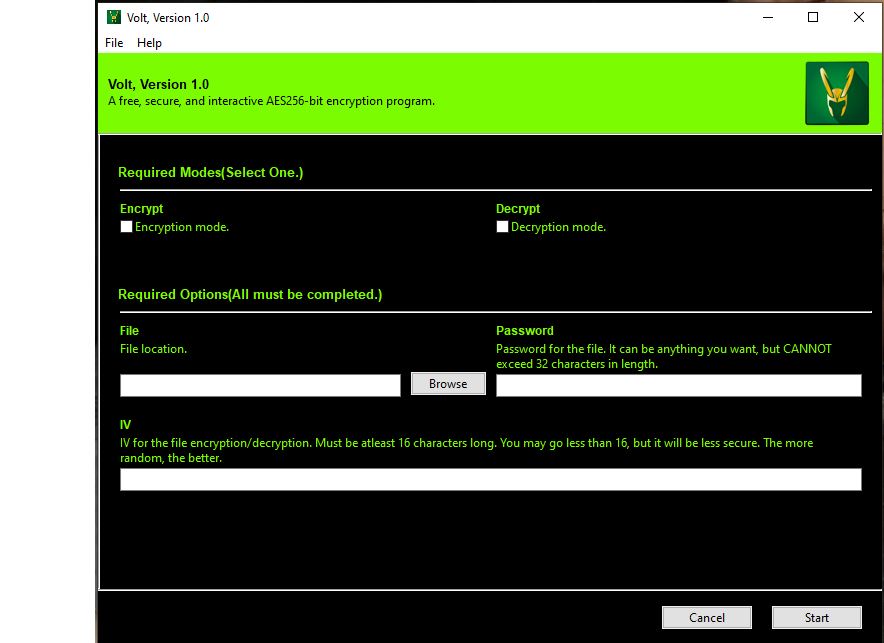 Volt, Version 1.0
File Help
Volt, Version 1.0
A free, secure, and interactive AES256-bit encryption program.
Required Modes(Select One.)
Encrypt
Encryption mode.
Decrypt
Decryption mode.
Required Options(All must be completed.)
File
File location.
Browse
Password
Password for the file. It can be anything you want, but CANNOT
exceed 32 characters in length.
IV
IV for the file encryption/decryption. Must be atleast 16 characters long. You may go less than 16, but it will be less secure. The more
random, the better.
Cancel Start